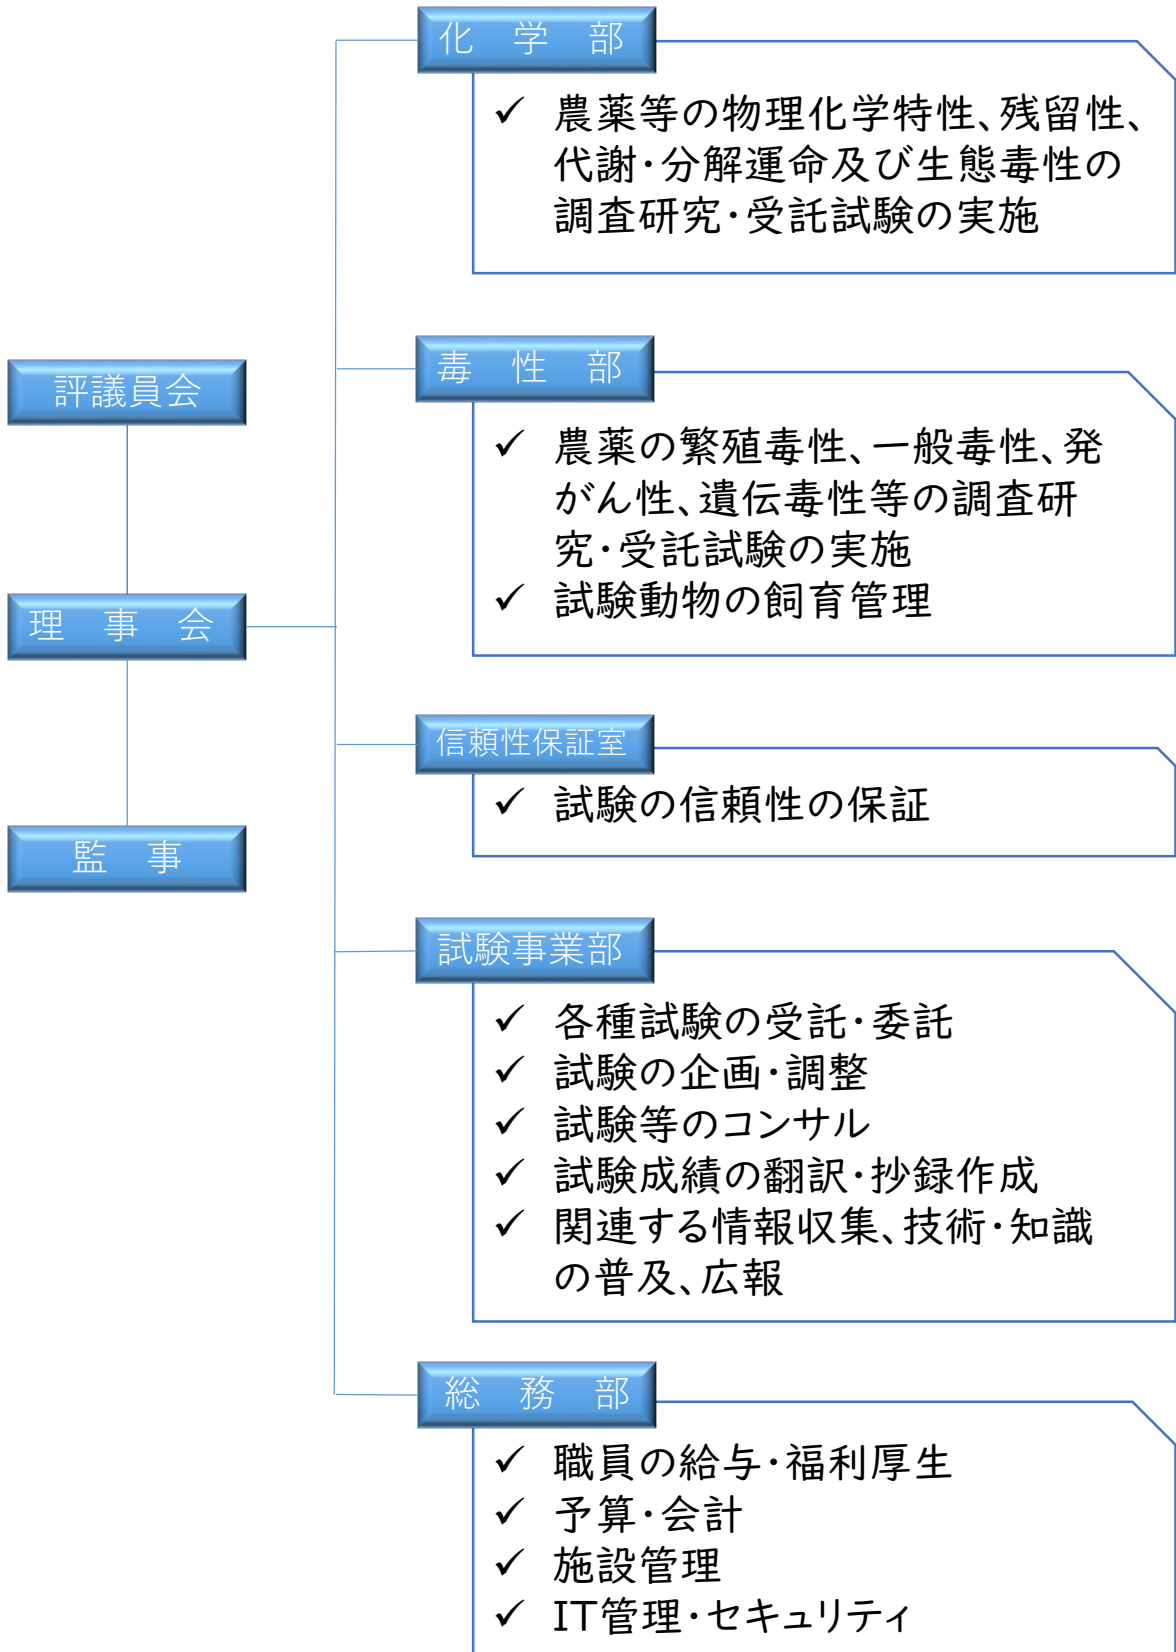 化　学　部
✓ 農薬等の物理化学特性、残留性、
代謝・分解運命及び生態毒性の
調査研究・受託試験の実施
毒　性　部
評議員会
✓ 農薬の繁殖毒性、一般毒性、発
がん性、遺伝毒性等の調査研
究・受託試験の実施
✓ 試験動物の飼育管理
理　事　会
信頼性保証室
✓ 試験の信頼性の保証
監　事
試験事業部
✓ 各種試験の受託・委託
✓ 試験の企画・調整
✓ 試験等のコンサル
✓ 試験成績の翻訳・抄録作成
✓ 関連する情報収集、技術・知識
の普及、広報
総　務　部
✓ 職員の給与・福利厚生
✓ 予算・会計
✓ 施設管理
✓ IT管理・セキュリティ